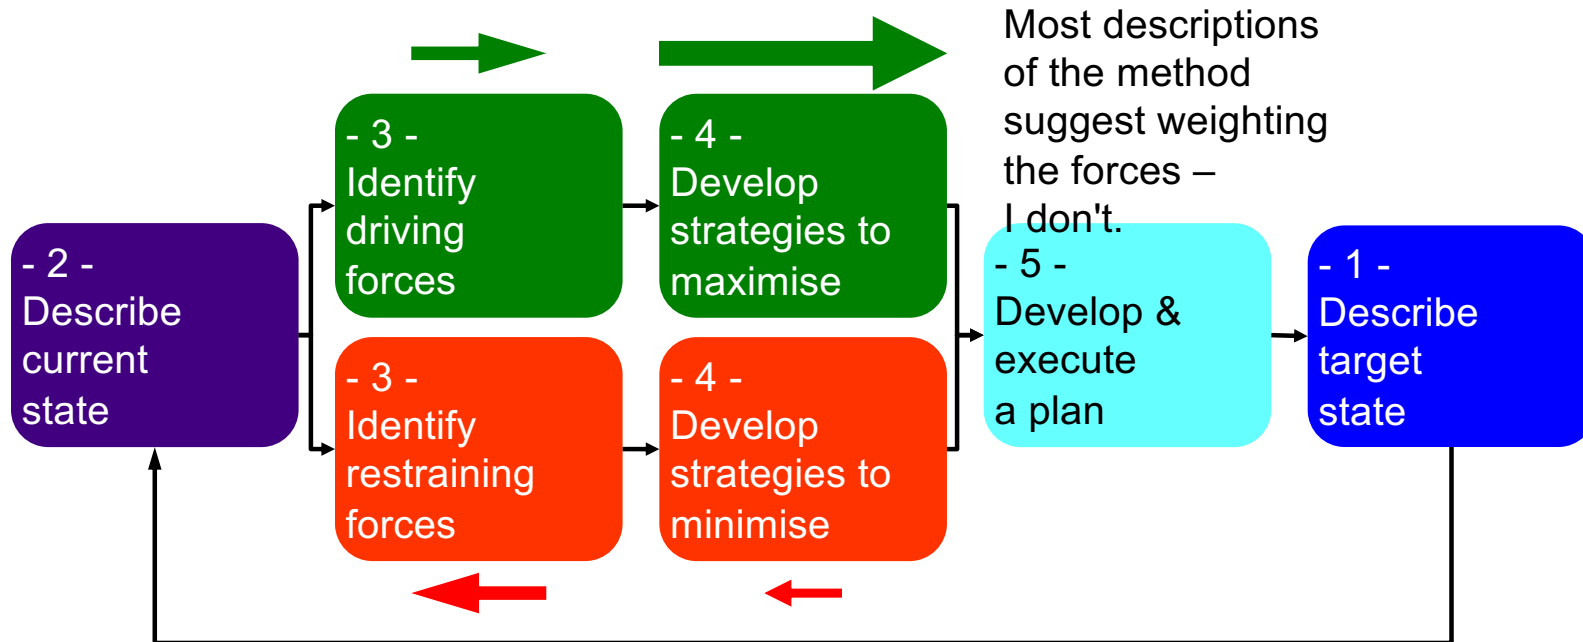 Most descriptions
of the method
suggest weighting
the forces –
I don't.
- 2 -
Describe
current
state
- 3 -
Identify
driving
forces
- 4 -
Develop
strategies to
maximise
- 3 -
Identify
restraining
forces
- 4 -
Develop
strategies to
minimise
- 5 -
Develop &
execute
a plan
- 1 -
Describe
target
state